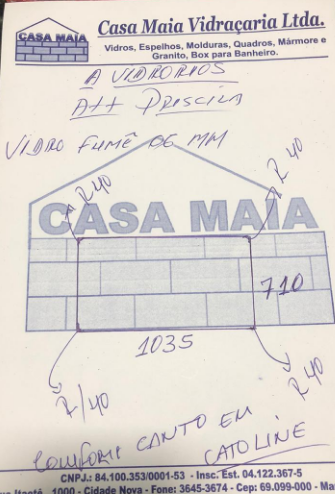 CASA MAIA
Casa Maia Vidraçaria Ltda.
Vidros, Espelhos, Molduras, Quadros, Mármore e
Granito, Box para Banheiro.
A VIDRORIOS
Att PRISCILA
VIDRO FUMÊ 06 MM
R 40
R 40
CASA MAIA
710
1035
R/40
R 40
CONFORME CANTO EM
CNPJ.: 84.100.353/0001-53 - Insc. Est. 04.122.367-5
1000 - Cidade Nova - Fone: 3645-3674 - Cep: 69.099-000